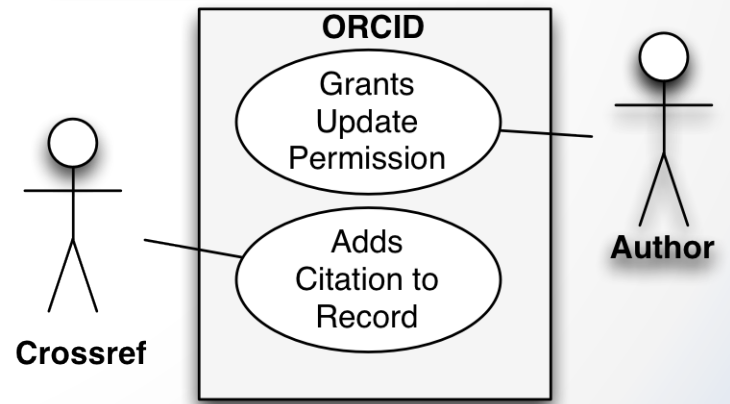 ORCID
Grants
Update
Permission
Adds
Citation to
Record
Author
Crossref